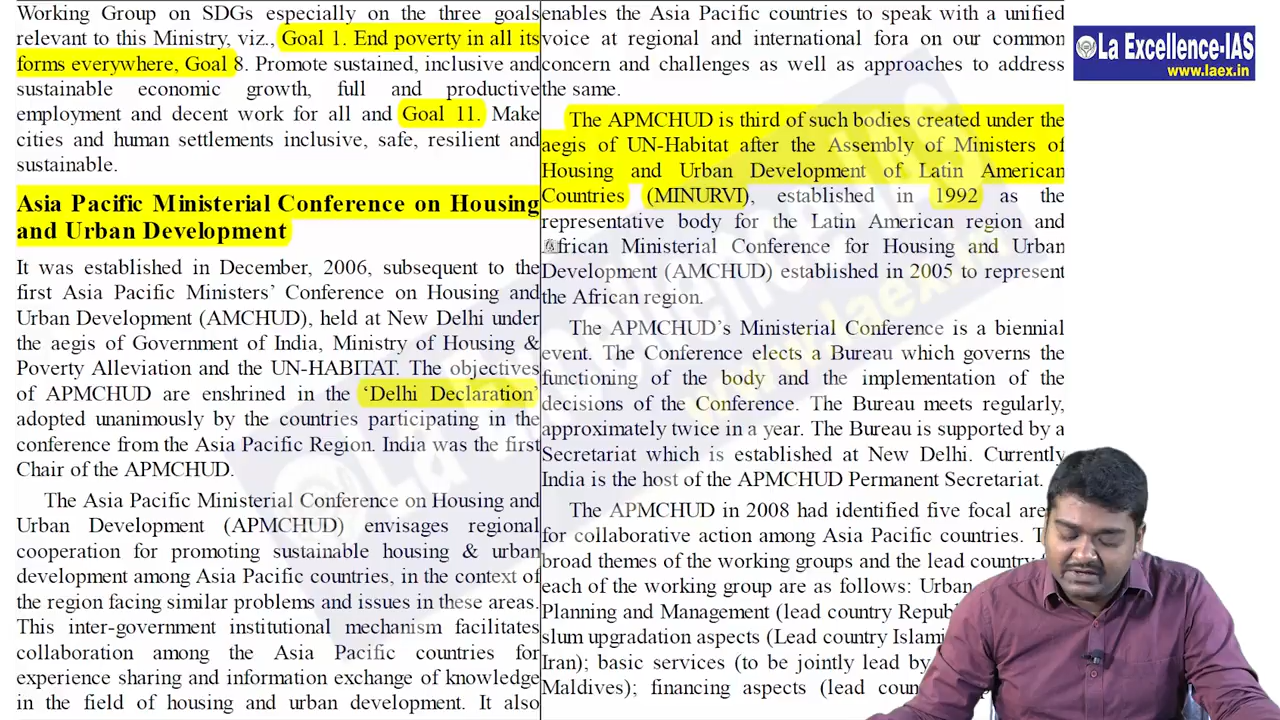 Working Group on SDGs especially on the three goals
relevant to this Ministry, viz., Goal 1. End poverty in all its
forms everywhere, Goal 8. Promote sustained, inclusive and
sustainable economic growth, full and productive
employment and decent work for all and Goal 11. Make
cities and human settlements inclusive, safe, resilient and
sustainable.
Asia Pacific Ministerial Conference on Housing
and Urban Development
It was established in December, 2006, subsequent to the
first Asia Pacific Ministers' Conference on Housing and
Urban Development (AMCHUD), held at New Delhi under
the aegis of Government of India, Ministry of Housing &
Poverty Alleviation and the UN-HABITAT. The objectives
of APMCHUD are enshrined in the 'Delhi Declaration'
adopted unanimously by the countries participating in the
conference from the Asia Pacific Region. India was the first
Chair of the APMCHUD.
The Asia Pacific Ministerial Conference on Housing and
Urban Development (APMCHUD) envisages regional
cooperation for promoting sustainable housing & urban
development among Asia Pacific countries, in the context of
the region facing similar problems and issues in these areas.
This inter-government institutional mechanism facilitates
collaboration among the Asia Pacific countries for
experience sharing and information exchange of knowledge
in the field of housing and urban development. It also
enables the Asia Pacific countries to speak with a unified
voice at regional and international fora on our common
concern and challenges as well as approaches to address
the same.
The APMCHUD is third of such bodies created under the
aegis of UN-Habitat after the Assembly of Ministers of
Housing and Urban Development of Latin American
Countries (MINURVI), established in 1992 as the
representative body for the Latin American region and
African Ministerial Conference for Housing and Urban
Development (AMCHUD) established in 2005 to represent
the African region.
The APMCHUD's Ministerial Conference is a biennial
event. The Conference elects a Bureau which governs the
functioning of the body and the implementation of the
decisions of the Conference. The Bureau meets regularly,
approximately twice in a year. The Bureau is supported by a
Secretariat which is established at New Delhi. Currently
India is the host of the APMCHUD Permanent Secretariat.
The APMCHUD in 2008 had identified five focal
for collaborative action among Asia Pacific countries.
broad themes of the working groups and the lead country
each of the working group are as follows: Urban
Planning and Management (lead country
slum upgradation aspects (Lead country
Iran); basic services (to be jointly lead by
Maldives); financing aspects (lead
La Excellence-IAS
www.laex.in
La Excellence-IAS
www.laex.in